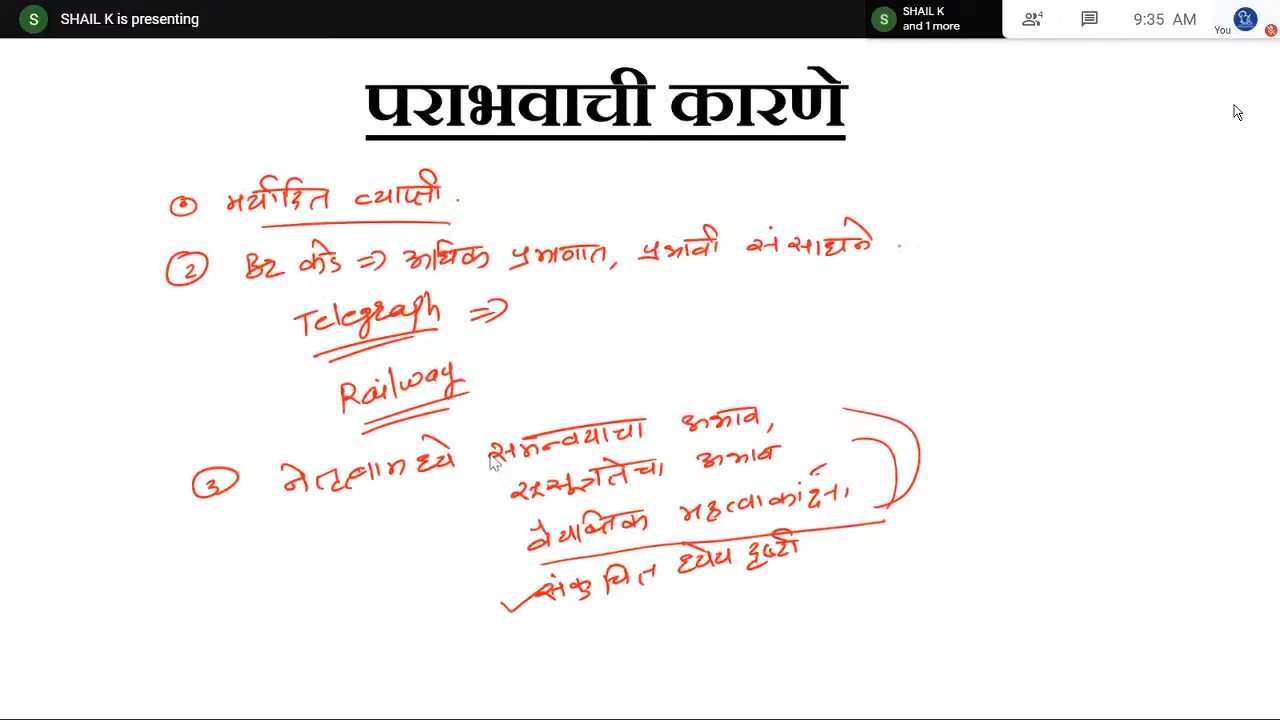 S SHAIL K is presenting
S SHAIL K
and 1 more
4
9:35 AM
You
पराभवाची कारणे
① मर्यादित व्याप्ती.
② Br कडे => अधिक प्रमाणात, प्रभावी संसाधने
Telegraph =>
Railway
③ नेतृत्वामध्ये समन्वयाचा अभाव,
एकसूत्रतेचा अभाव
वैयक्तिक महत्वाकांक्षा
संकुचित ध्येय दृष्टी